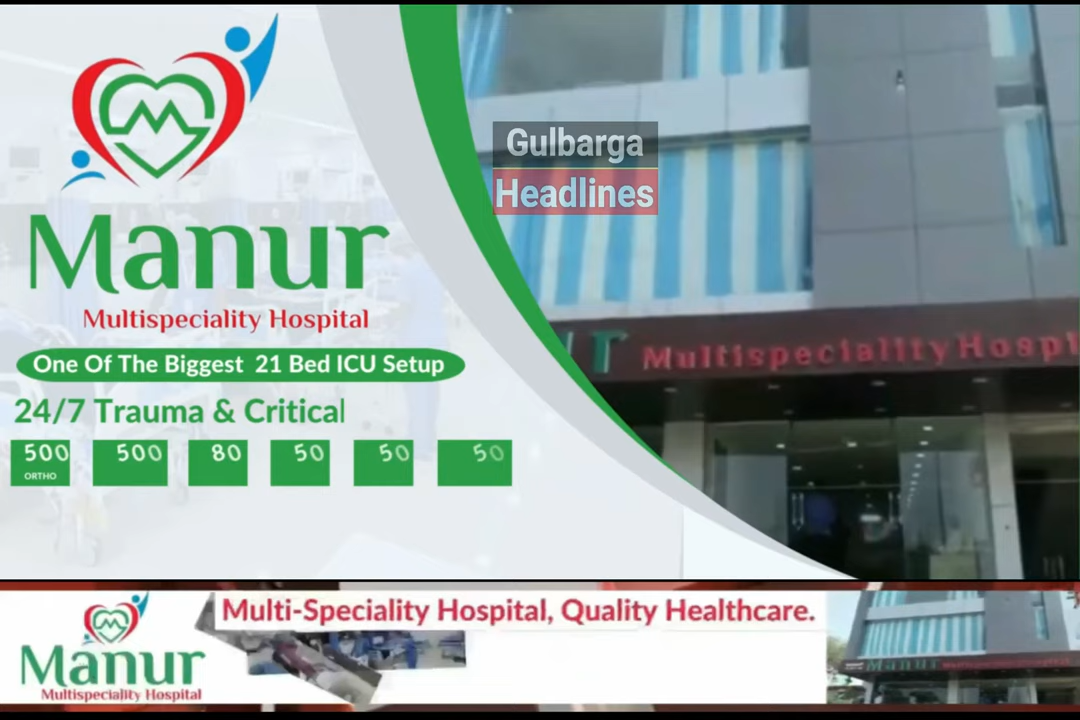 Manur
Multispeciality Hospital
One Of The Biggest 21 Bed ICU Setup
24/7 Trauma & Critical
500 500 80 50 50 50
ORTHO
Gulbarga
Headlines
Multispeciality Hospi
Multi-Speciality Hospital, Quality Healthcare.
Manur
Multispeciality Hospital
Manur